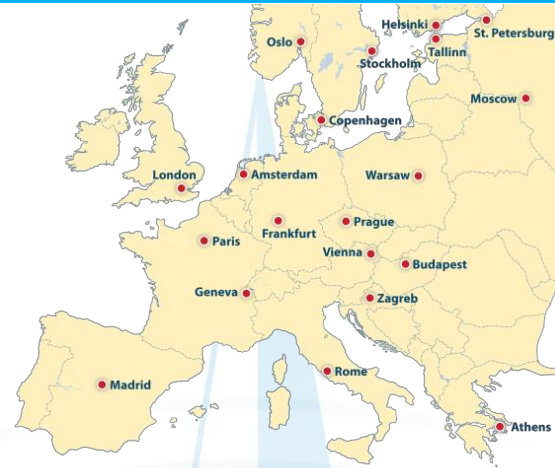 Helsinki
St. Petersburg
Oslo
Tallinn
Stockholm
Moscow
Copenhagen
London
Amsterdam
Warsaw
Prague
Frankfurt
Paris
Vienna
Budapest
Geneva
Zagreb
Rome
Madrid
Athens